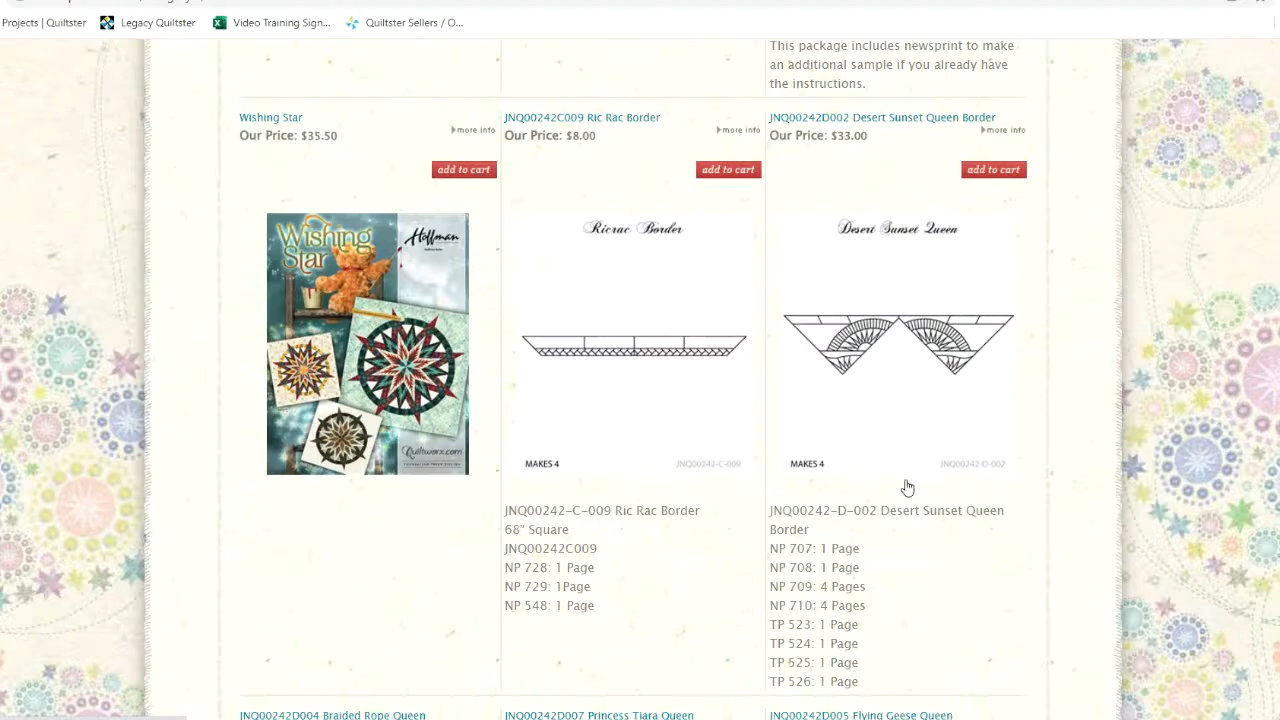 Projects | Quiltster
Legacy Quiltster
Video Training Sign...
Quiltster Sellers / O...
This package includes newsprint to make
an additional sample if you already have
the instructions.
Wishing Star
Our Price: $35.50
more info
add to cart
Wishing
Star
Hoffman
Quiltworx.com
JNQ00242C009 Ric Rac Border
Our Price: $8.00
more info
add to cart
Ricrac Border
MAKES 4
JNQ00242-C-009
JNQ00242-C-009 Ric Rac Border
68" Square
JNQ00242C009
NP 728: 1 Page
NP 729: 1Page
NP 548: 1 Page
JNQ00242D002 Desert Sunset Queen Border
Our Price: $33.00
more info
add to cart
Desert Sunset Queen
MAKES 4
JNQ00242-D-002
JNQ00242-D-002 Desert Sunset Queen
Border
NP 707: 1 Page
NP 708: 1 Page
NP 709: 4 Pages
NP 710: 4 Pages
TP 523: 1 Page
TP 524: 1 Page
TP 525: 1 Page
TP 526: 1 Page
JNQ00242D004 Braided Rope Queen
JNQ00242D007 Princess Tiara Queen
JNQ00242D005 Flying Geese Queen